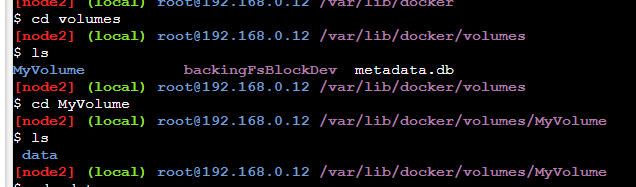 [node2] (local) root@192.168.0.12 /var/lib/docker
$ cd volumes
[node2] (local) root@192.168.0.12 /var/lib/docker/volumes
$ ls
MyVolume backingFsBlockDev metadata.db
[node2] (local) root@192.168.0.12 /var/lib/docker/volumes
$ cd MyVolume
[node2] (local) root@192.168.0.12 /var/lib/docker/volumes/MyVolume
$ ls
_data
[node2] (local) root@192.168.0.12 /var/lib/docker/volumes/MyVolume